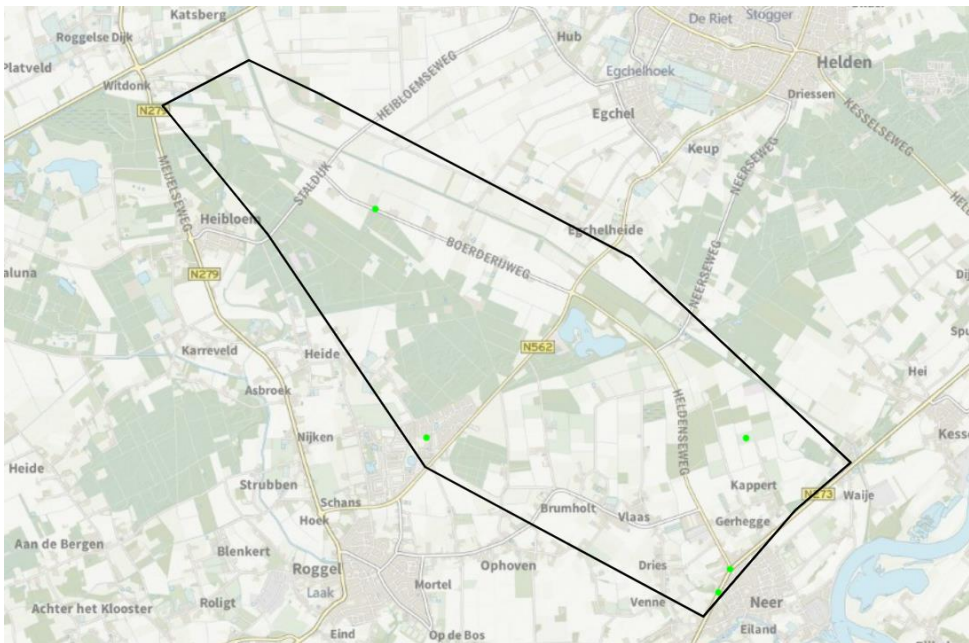 Katsberg
Roggelse Dijk
De Riet
Stogger
Hub
Platveld
Helden
Egchelhoek
Witdonk
HEIBLOEMSEWEG
Driessen
Egchel
KESSELSEWEG
Keup
MEIJELSEWEG
STALDIJK
NEERSEWEG
Heibloem
Egchelheide
BOERDERIJWEG
N279
NEERSEWEG
Karreveld
Heide
N562
Hei
Asbroek
Nijken
HELDENSEWEG
Heide
Strubben
Kappert
Waije
N273
Schans
Brumholt
Vlaas
Hoek
Gerhegge
Aan de Bergen
Blenkert
Roggel
Ophoven
Dries
Mortel
Laak
Achter het Klooster
Roligt
Venne
Neer
Eind
Op de Bos
Eiland